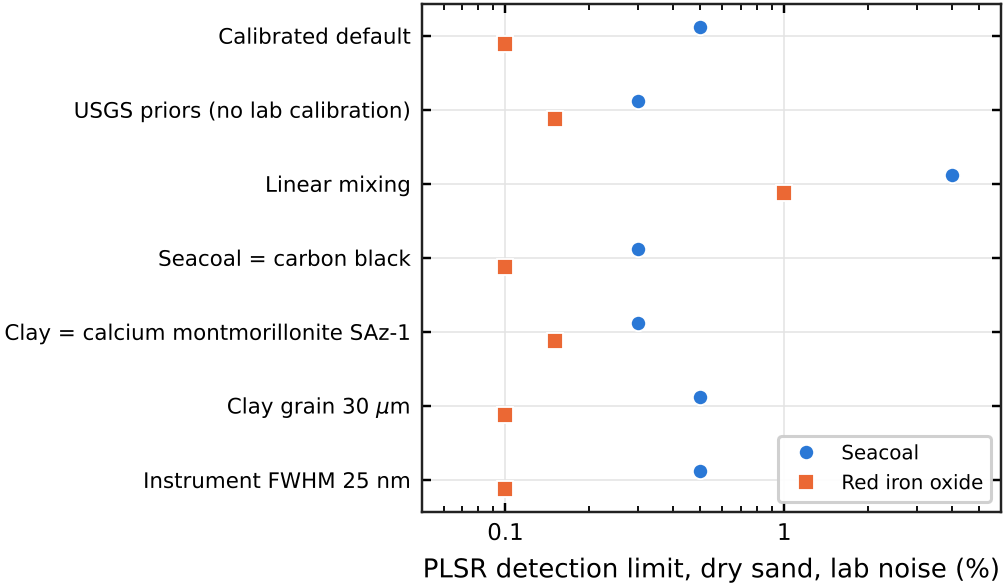 Calibrated default
USGS priors (no lab calibration)
Linear mixing
Seacoal = carbon black
Clay = calcium montmorillonite SAz-1
Clay grain 30 μm
Instrument FWHM 25 nm
Seacoal
Red iron oxide
0.1 1
PLSR detection limit, dry sand, lab noise (%)